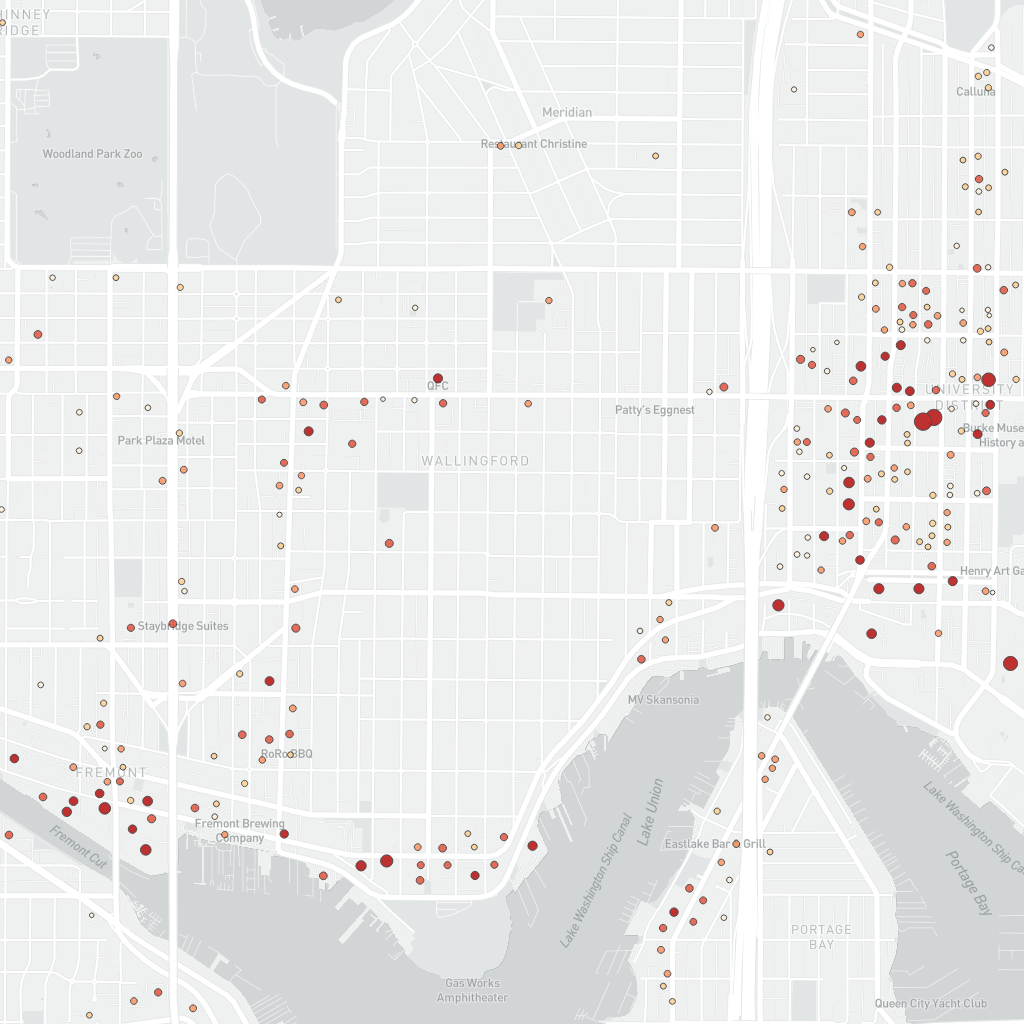 HINNEY
RIDGE
Calluna
Meridian
Restaurant Christine
Woodland Park Zoo
QFC
UNIVERSITY
DISTRICT
Patty's Eggnest
Burke Muse
History a
Park Plaza Motel
WALLINGFORD
Henry Art Ga
Staybridge Suites
MV Skansonia
RoRo BBQ
FREMONT
Lake Union
Lake Washington Ship Canal
Lake Washington Ship Ca
Fremont Brewing
Company
Fremont Cut
Eastlake Bar & Grill
Portage Bay
PORTAGE
BAY
Gas Works
Amphitheater
Queen City Yacht Club